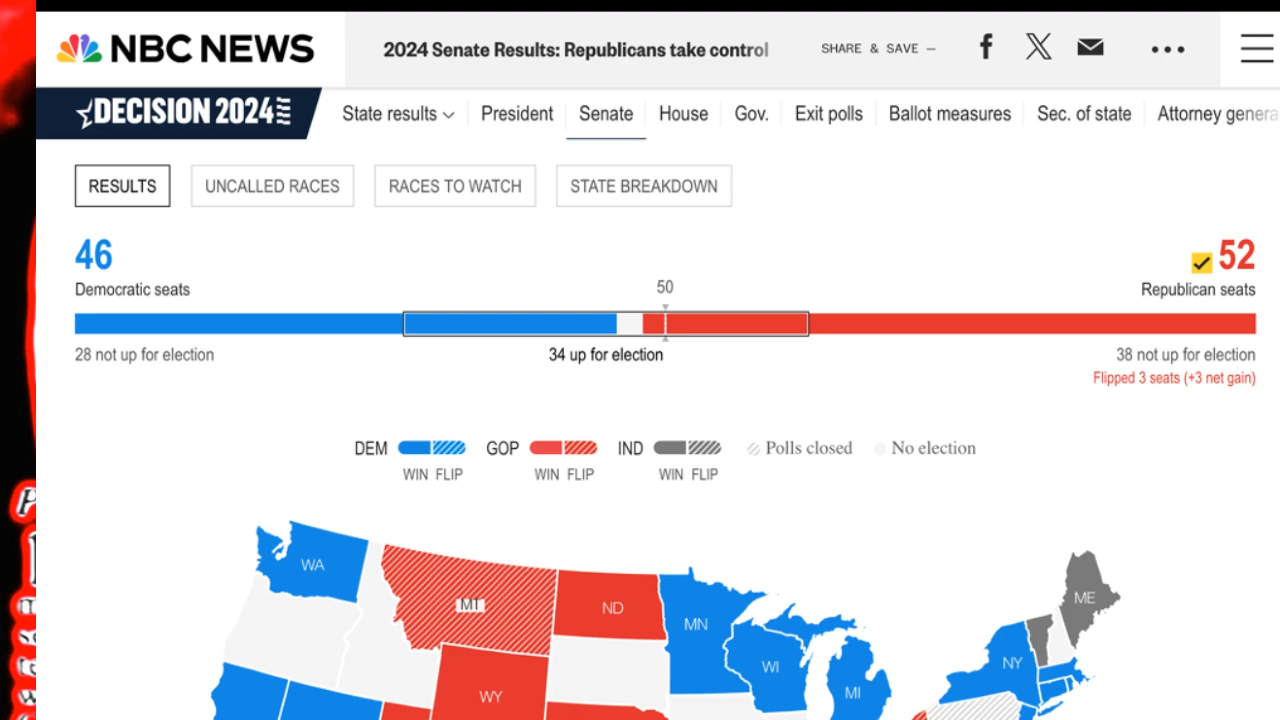 NBC NEWS
2024 Senate Results: Republicans take control
SHARE & SAVE —
DECISION 2024
State results
President
Senate
House
Gov.
Exit polls
Ballot measures
Sec. of state
Attorney genera
RESULTS
UNCALLED RACES
RACES TO WATCH
STATE BREAKDOWN
46
52
Democratic seats
50
Republican seats
28 not up for election
34 up for election
38 not up for election
Flipped 3 seats (+3 net gain)
DEM
GOP
IND
Polls closed
No election
WIN FLIP
WIN FLIP
WIN FLIP
WA
MT
ND
MN
ME
WI
NY
MI
WY